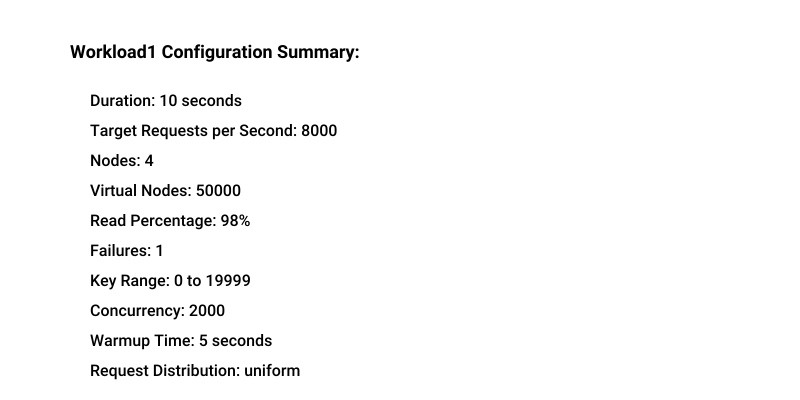 Workload1 Configuration Summary:
Duration: 10 seconds
Target Requests per Second: 8000
Nodes: 4
Virtual Nodes: 50000
Read Percentage: 98%
Failures: 1
Key Range: 0 to 19999
Concurrency: 2000
Warmup Time: 5 seconds
Request Distribution: uniform